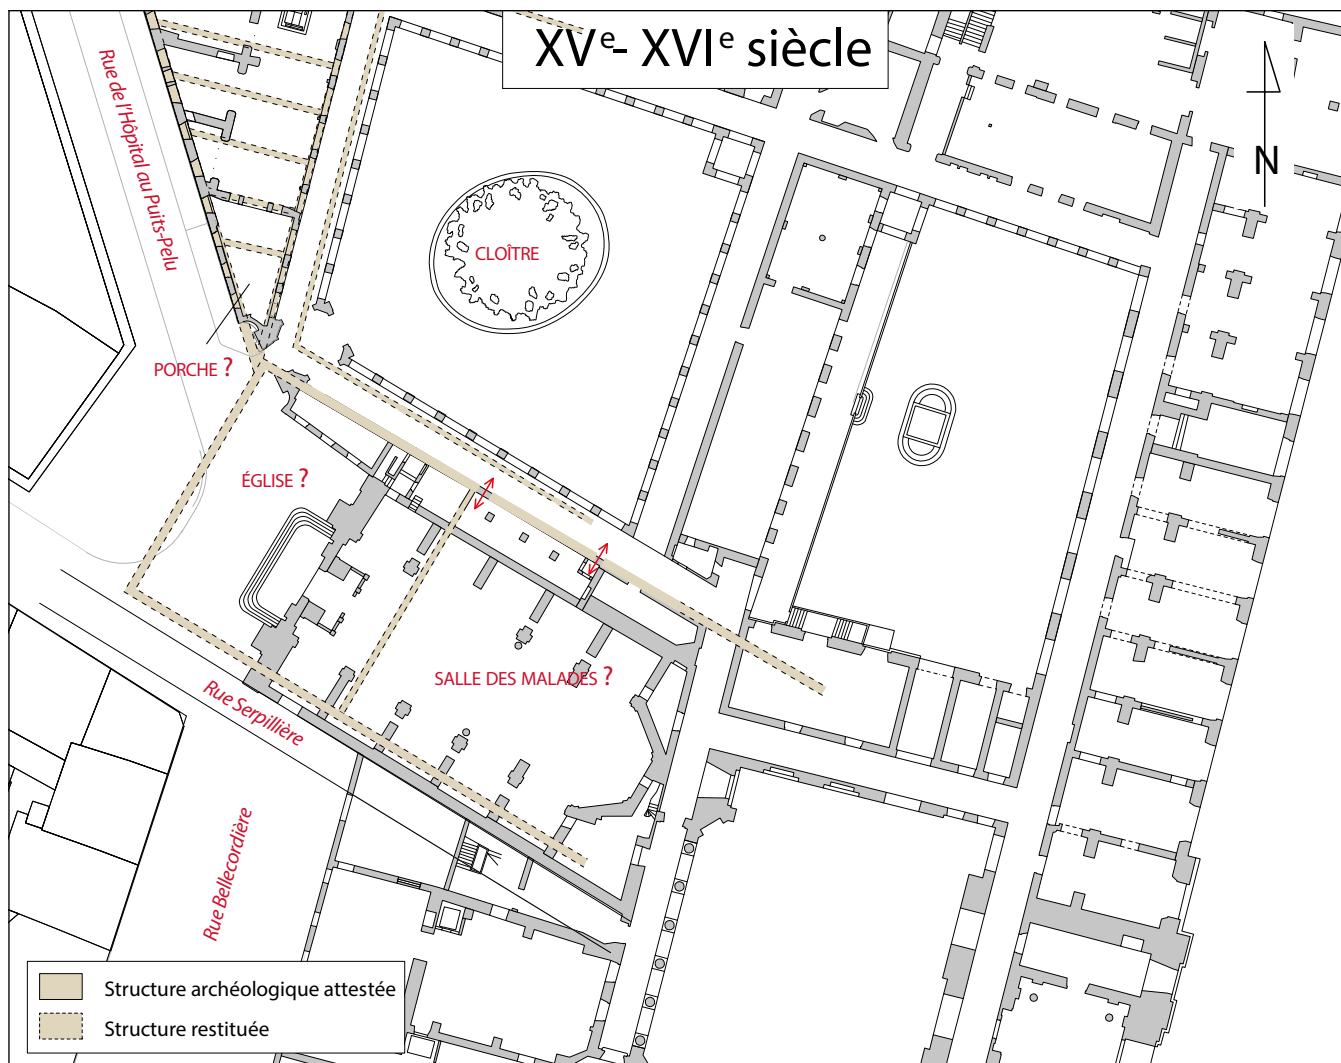 XVe- XVIe siècle
Rue de l'Hôpital au Puits-Pelu
N
CLOÎTRE
PORCHE ?
ÉGLISE ?
SALLE DES MALADES ?
Rue Serpillière
Rue Bellecordière
Structure archéologique attestée
Structure restituée